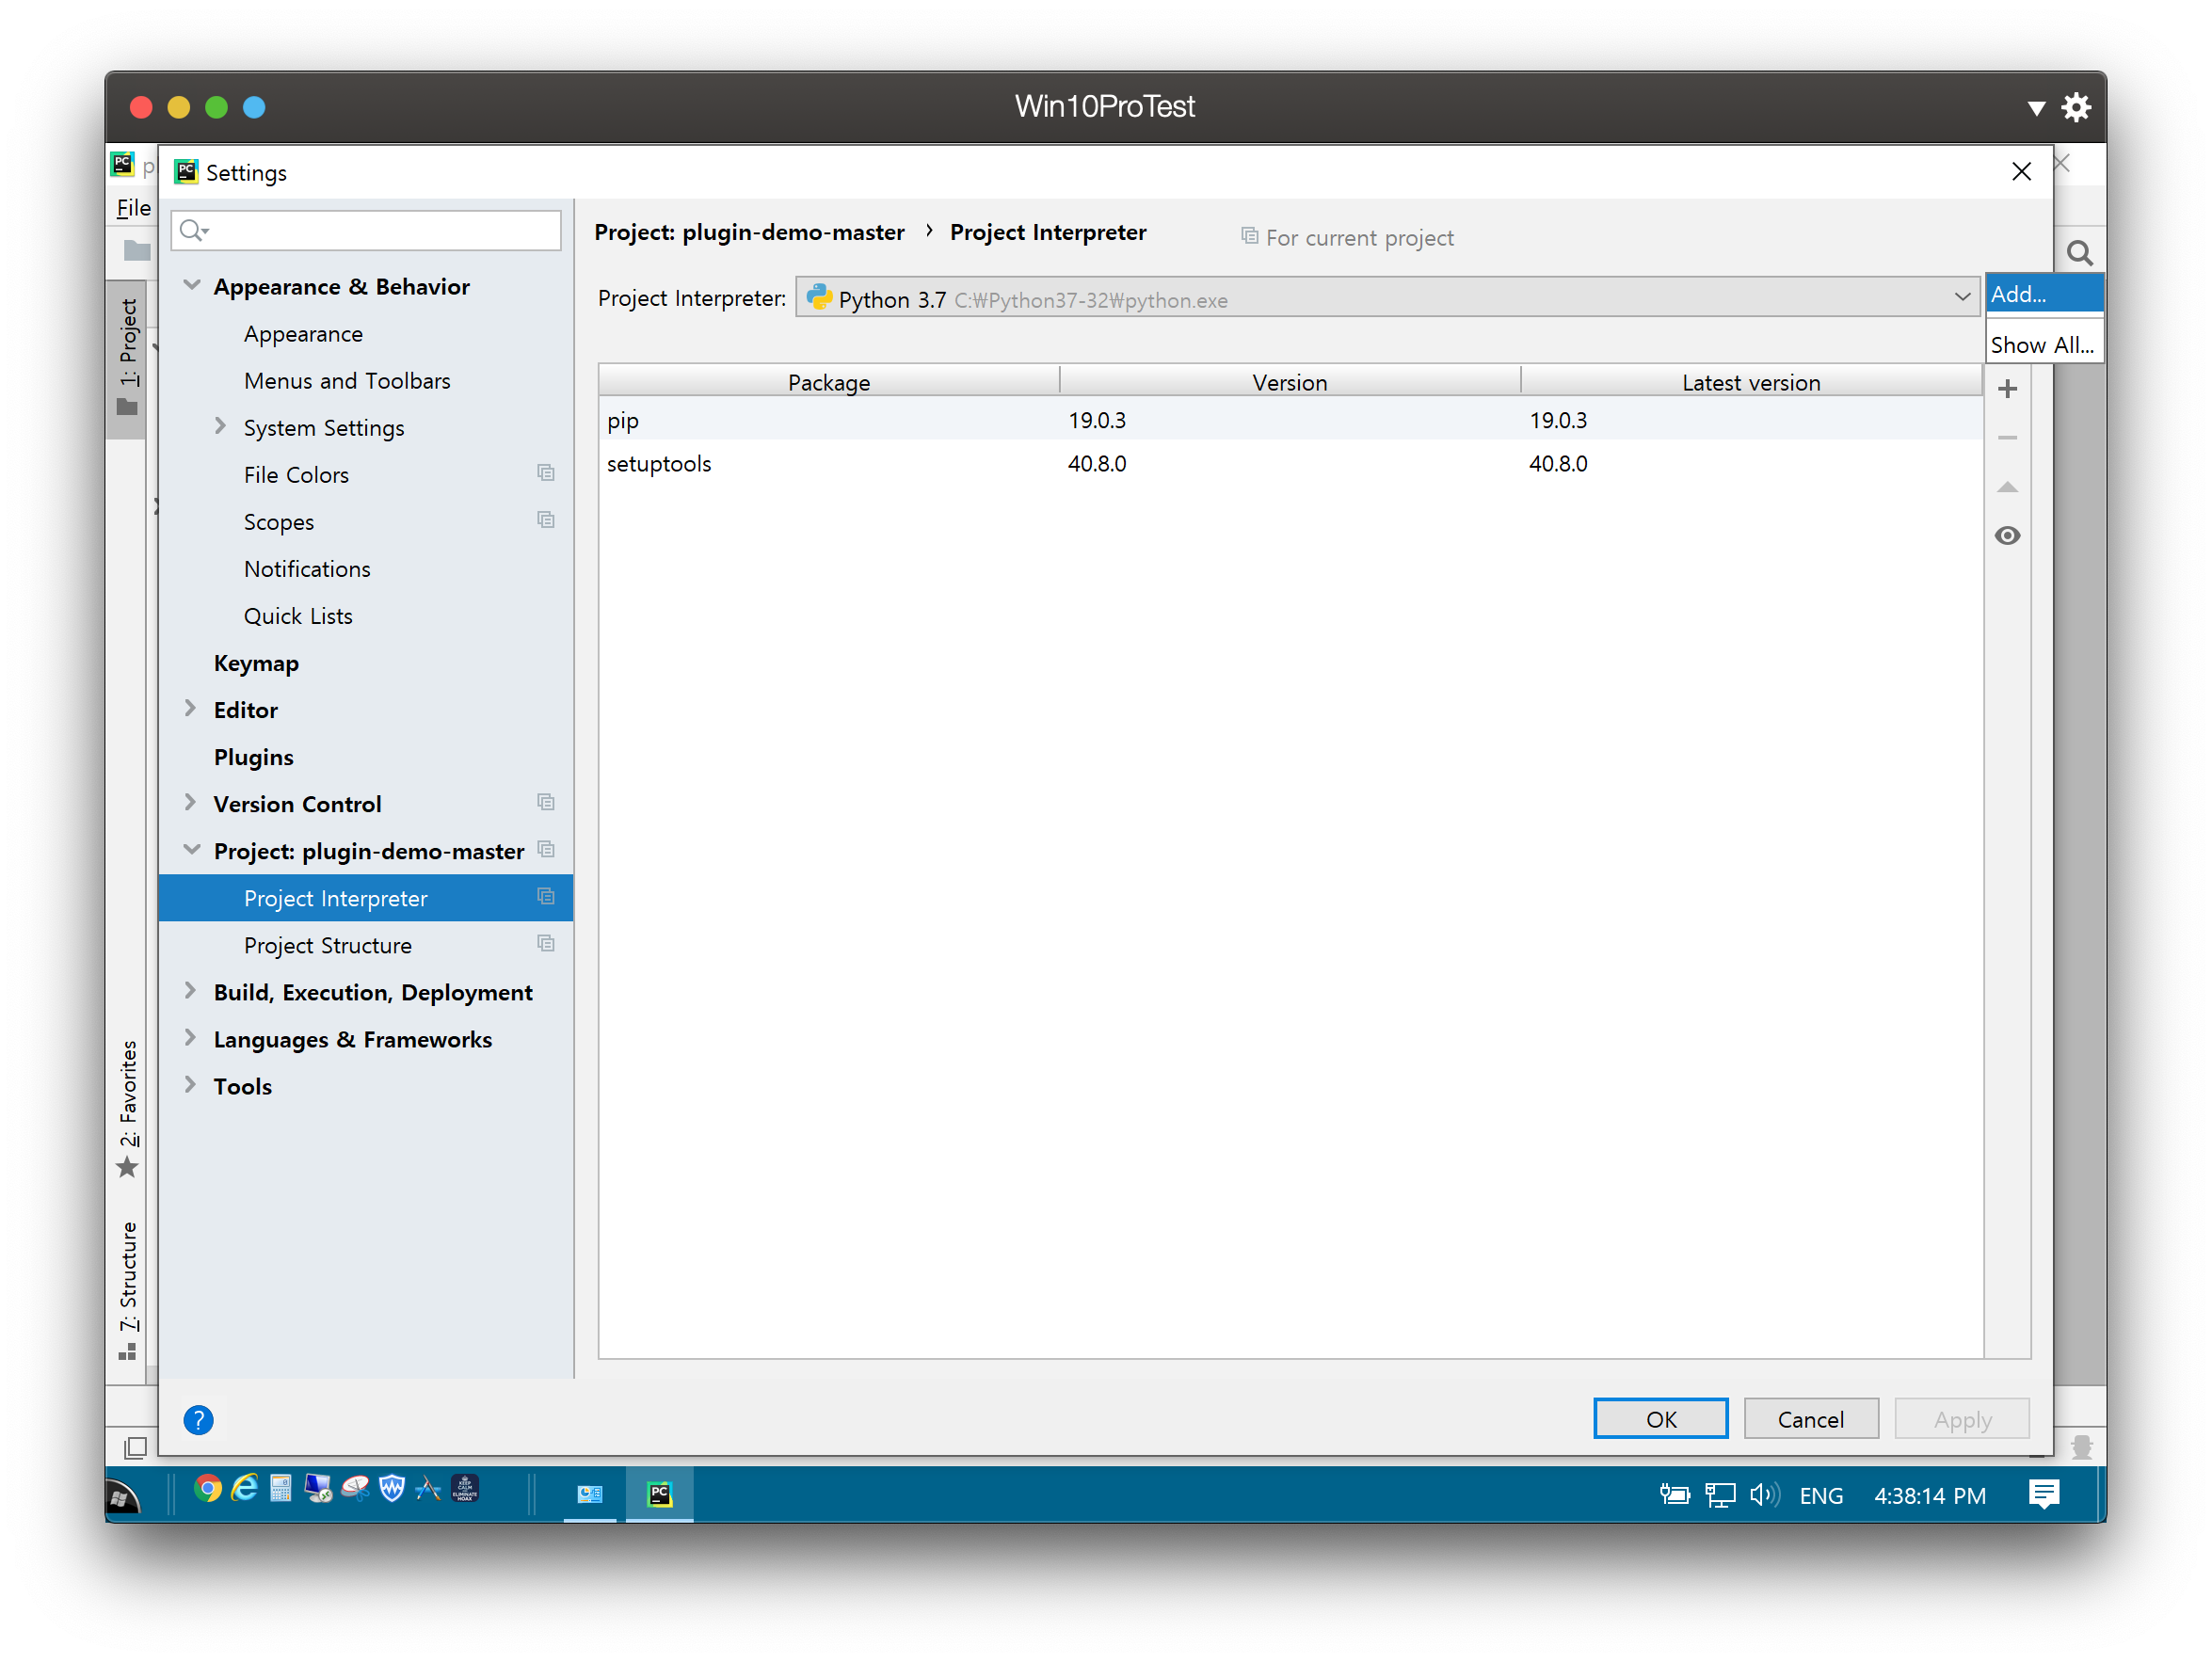 Win10ProTest
Settings
File
Project: plugin-demo-master › Project Interpreter
For current project
Project Interpreter: Python 3.7 C:₩Python37-32₩python.exe
Add...
Show All...
Appearance & Behavior
Appearance
Menus and Toolbars
System Settings
File Colors
Scopes
Notifications
Quick Lists
Keymap
Editor
Plugins
Version Control
Project: plugin-demo-master
Project Interpreter
Project Structure
Build, Execution, Deployment
Languages & Frameworks
Tools
Package Version Latest version
pip 19.0.3 19.0.3
setuptools 40.8.0 40.8.0
1: Project
2: Favorites
7: Structure
OK Cancel Apply
ENG 4:38:14 PM